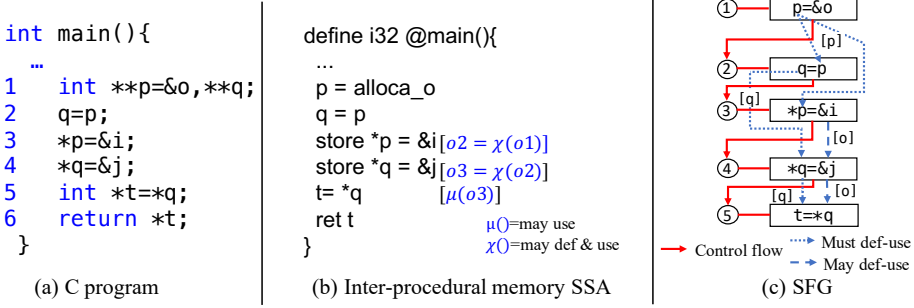 int main(){
…
1 int **p=&o,**q;
2 q=p;
3 *p=&i;
4 *q=&j;
5 int *t=*q;
6 return *t;
}
(a) C program
define i32 @main(){
...
p = alloca_o
q = p
store *p = &i[o2 = χ(o1)]
store *q = &j[o3 = χ(o2)]
t= *q [μ(o3)]
ret t
}
μ()=may use
χ()=may def & use
(b) Inter-procedural memory SSA
1 p=&o
[p]
2 q=p
[q]
3 *p=&i
[o]
4 *q=&j
[q] [o]
5 t=*q
Control flow
Must def-use
May def-use
(c) SFG